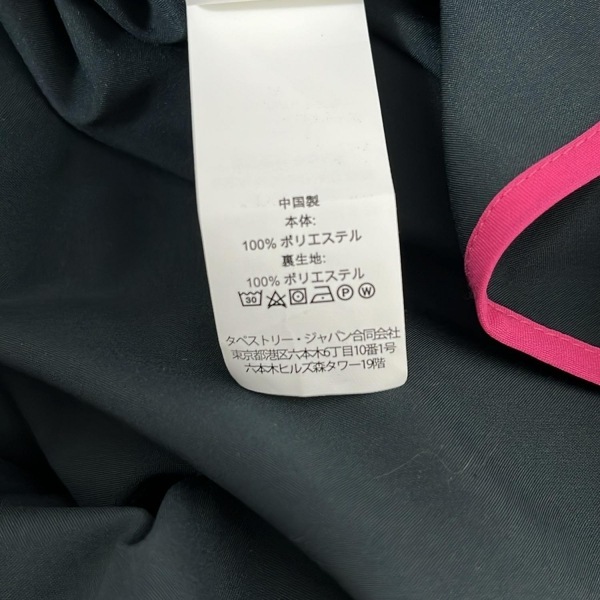 中国製
本体:
100% ポリエステル
裏生地:
100% ポリエステル
30 P W
タペストリー・ジャパン合同会社
東京都港区六本木6丁目10番1号
六本木ヒルズ森タワー19階